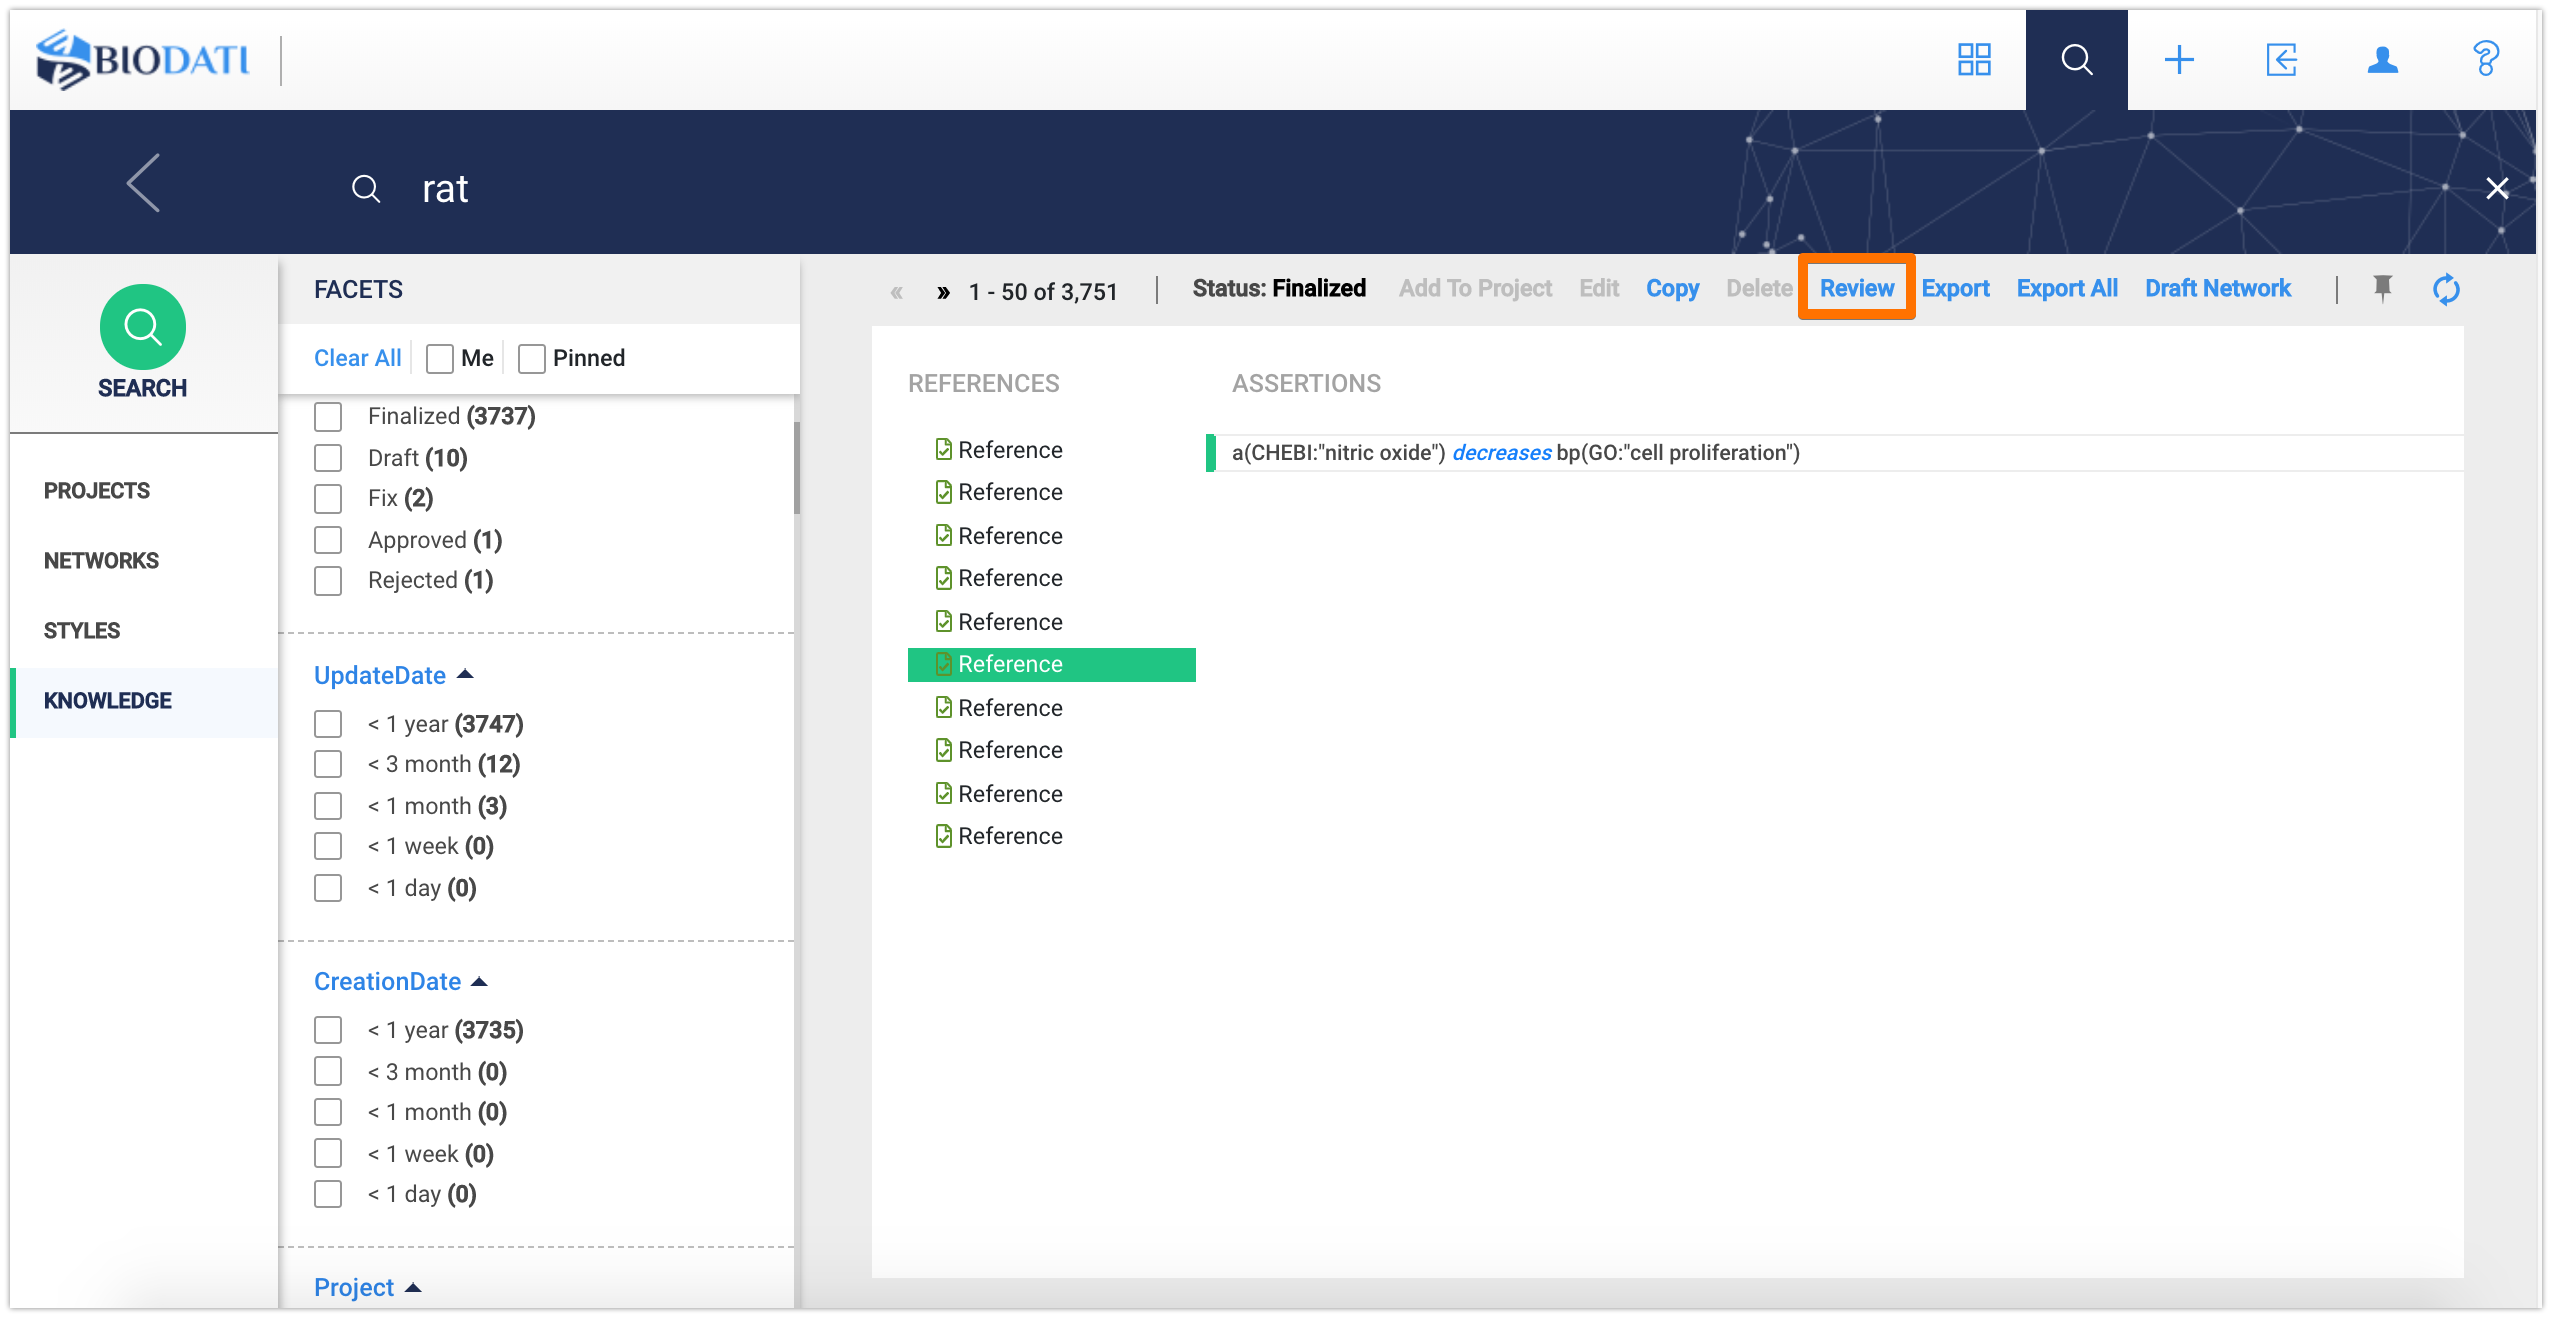 BIODATI
rat
SEARCH
PROJECTS
NETWORKS
STYLES
KNOWLEDGE
FACETS
Clear All Me Pinned
Finalized (3737)
Draft (10)
Fix (2)
Approved (1)
Rejected (1)
UpdateDate
< 1 year (3747)
< 3 month (12)
< 1 month (3)
< 1 week (0)
< 1 day (0)
CreationDate
< 1 year (3735)
< 3 month (0)
< 1 month (0)
< 1 week (0)
< 1 day (0)
Project
« » 1 - 50 of 3,751 | Status: Finalized Add To Project Edit Copy Delete Review Export Export All Draft Network |
REFERENCES
Reference
Reference
Reference
Reference
Reference
Reference
Reference
Reference
Reference
Reference
ASSERTIONS
a(CHEBI:"nitric oxide") decreases bp(GO:"cell proliferation")